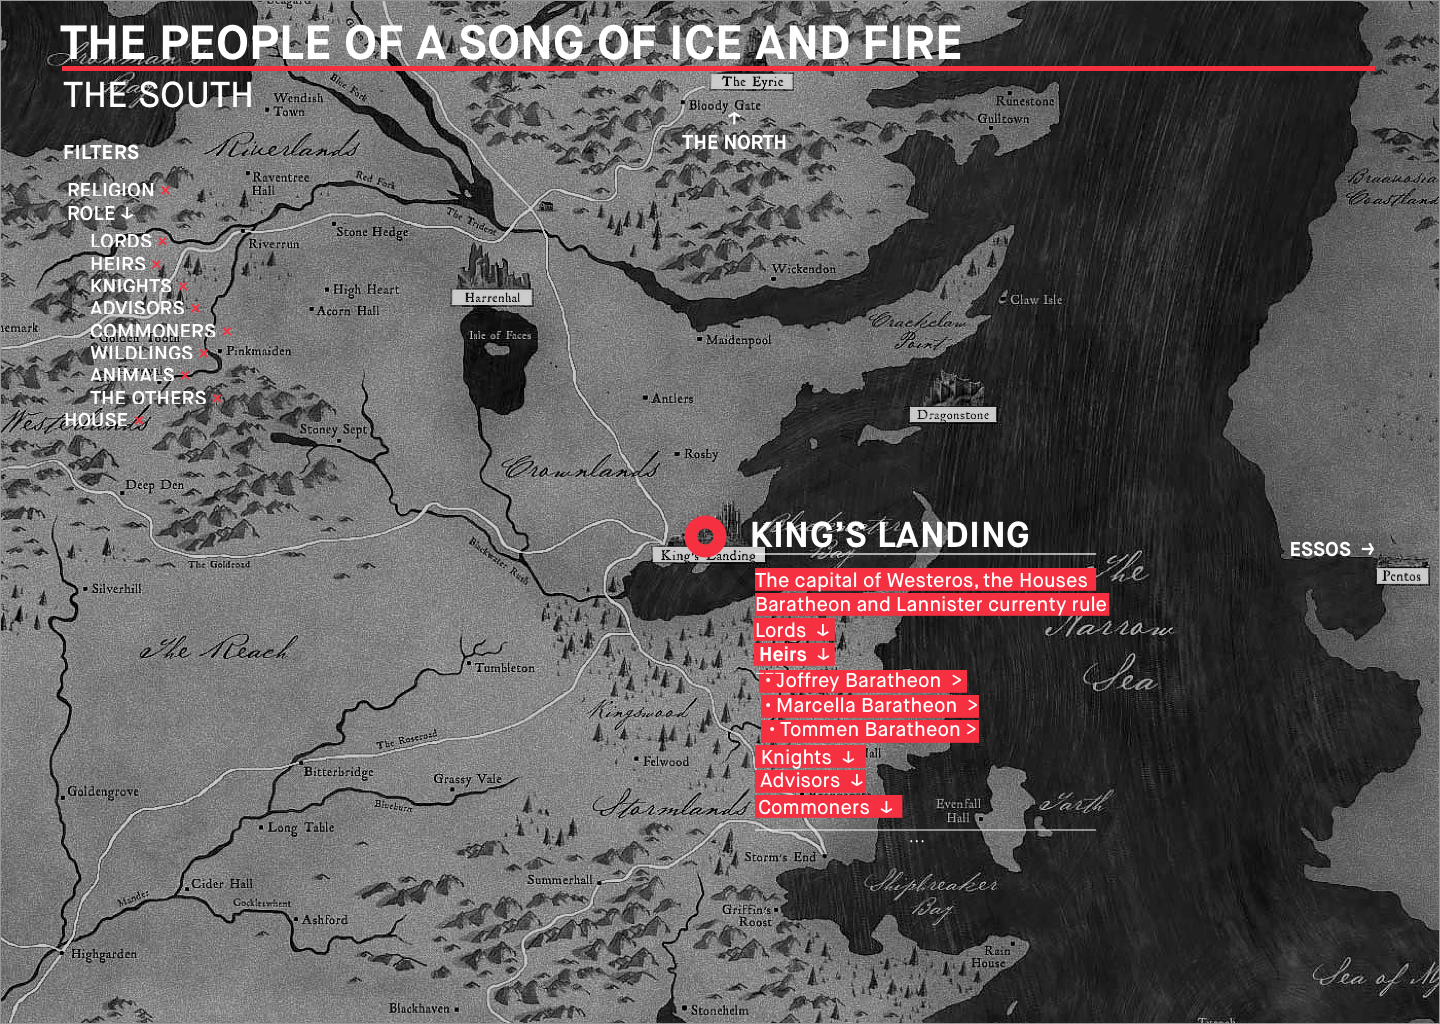 Seagard
THE PEOPLE OF A SONG OF ICE AND FIRE
Ironman's
Bay
THE SOUTH
The Eyrie
Blue Fork
Wendish
Town
Bloody Gate
↑
THE NORTH
Runestone
Gulltown
FILTERS
Riverlands
RELIGION ×
ROLE ↓
Raventree
Hall
Red Fork
Braavosian
Coastland
The Trident
Stone Hedge
Riverrun
LORDS ×
HEIRS ×
KNIGHTS ×
ADVISORS ×
COMMONERS ×
WILDLINGS ×
ANIMALS ×
THE OTHERS ×
HOUSE ×
Wickendon
High Heart
Acorn Hall
Harrenhal
Claw Isle
Crackclaw
Point
nemark
Golden Tooth
Isle of Faces
Maidenpool
Pinkmaiden
Antlers
Dragonstone
Westerlands
Stoney Sept
Crownlands
Rosby
Deep Den
Blackwater
Bay
KING'S LANDING
King's Landing
ESSOS →
Pentos
Blackwater Rush
The Goldroad
The capital of Westeros, the Houses
Baratheon and Lannister currenty rule
Lords ↓
Heirs ↓
• Joffrey Baratheon >
• Marcella Baratheon >
• Tommen Baratheon >
Knights ↓
Advisors ↓
Commoners ↓
...
The
Narrow
Sea
Silverhill
The Reach
Tumbleton
Kingswood
The Roseroad
Hall
Felwood
Bitterbridge
Grassy Vale
Goldengrove
Blueburn
Stormlands
Evenfall
Hall
Tarth
Long Table
Storm's End
Summerhall
Cider Hall
Mander
Cockleswhent
Shipbreaker
Bay
Griffin's
Roost
Ashford
Highgarden
Rain
House
Sea of My
Blackhaven
Stonehelm